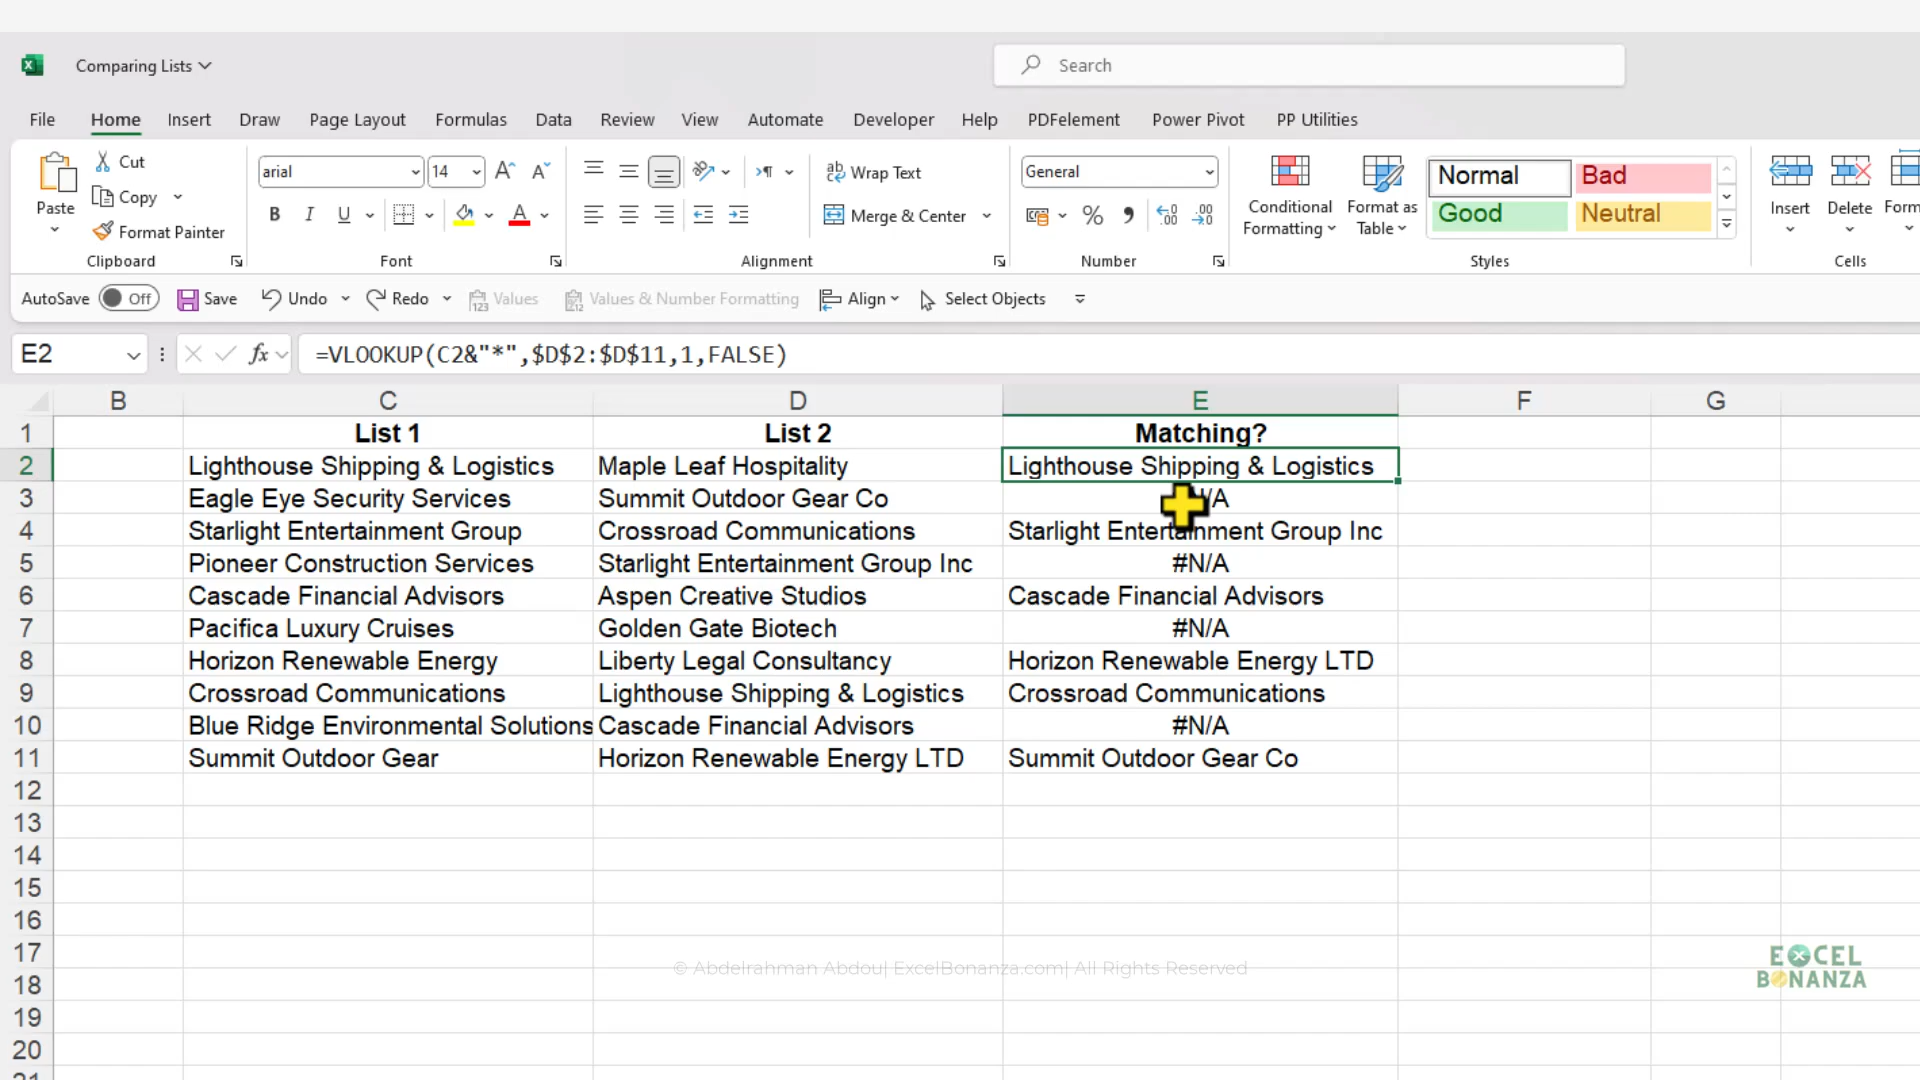 Comparing Lists
Search
File Home Insert Draw Page Layout Formulas Data Review View Automate Developer Help PDFelement Power Pivot PP Utilities
Paste
Cut
Copy
Format Painter
Clipboard
arial 14
B I U A
Font
Wrap Text
Merge & Center
Alignment
General
Number
Conditional Formatting
Format as Table
Normal Bad
Good Neutral
Styles
Insert Delete
Cells
AutoSave Off Save Undo Redo Values Values & Number Formatting Align Select Objects
E2 fx =VLOOKUP(C2&"*",$D$2:$D$11,1,FALSE)
B C D E F G
1 List 1 List 2 Matching?
2 Lighthouse Shipping & Logistics Maple Leaf Hospitality Lighthouse Shipping & Logistics
3 Eagle Eye Security Services Summit Outdoor Gear Co /A
4 Starlight Entertainment Group Crossroad Communications Starlight Entertainment Group Inc
5 Pioneer Construction Services Starlight Entertainment Group Inc #N/A
6 Cascade Financial Advisors Aspen Creative Studios Cascade Financial Advisors
7 Pacifica Luxury Cruises Golden Gate Biotech #N/A
8 Horizon Renewable Energy Liberty Legal Consultancy Horizon Renewable Energy LTD
9 Crossroad Communications Lighthouse Shipping & Logistics Crossroad Communications
10 Blue Ridge Environmental Solutions Cascade Financial Advisors #N/A
11 Summit Outdoor Gear Horizon Renewable Energy LTD Summit Outdoor Gear Co
12
13
14
15
16
17
© Abdelrahman Abdou| ExcelBonanza.com| All Rights Reserved
EXCEL
BONANZA
18
19
20